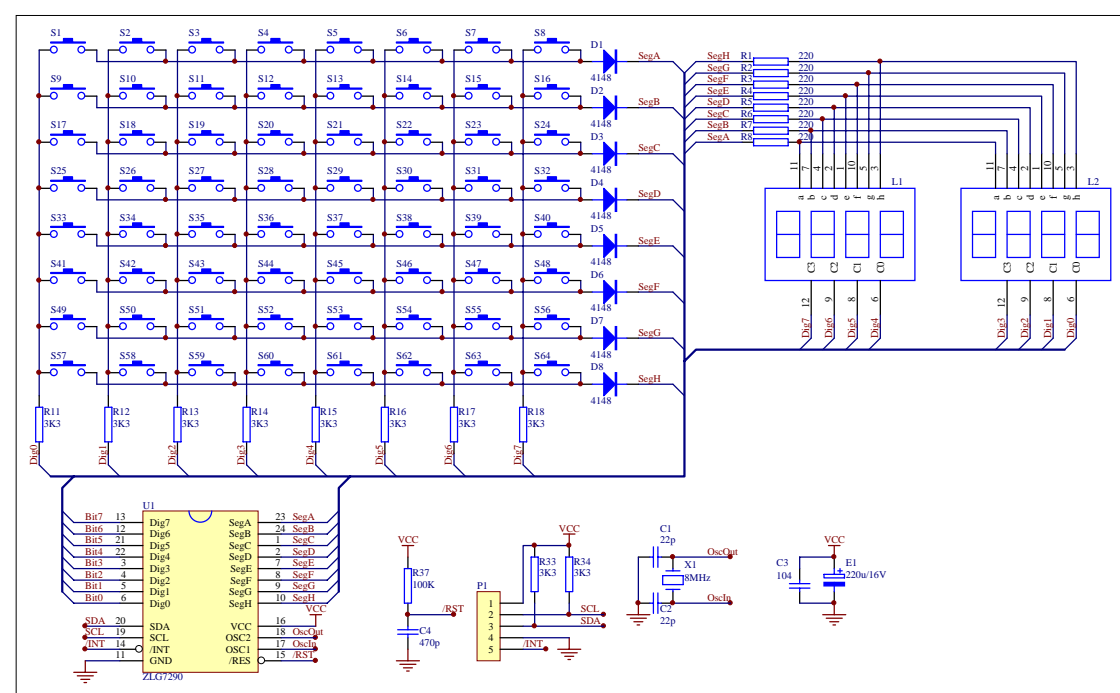 S1 S2 S3 S4 S5 S6 S7 S8 D1 SegA
4148
S9 S10 S11 S12 S13 S14 S15 S16 D2 SegB
4148
S17 S18 S19 S20 S21 S22 S23 S24 D3 SegC
4148
S25 S26 S27 S28 S29 S30 S31 S32 D4 SegD
4148
S33 S34 S35 S36 S37 S38 S39 S40 D5 SegE
4148
S41 S42 S43 S44 S45 S46 S47 S48 D6 SegF
4148
S49 S50 S51 S52 S53 S54 S55 S56 D7 SegG
4148
S57 S58 S59 S60 S61 S62 S63 S64 D8 SegH
4148
R11 R12 R13 R14 R15 R16 R17 R18
3K3 3K3 3K3 3K3 3K3 3K3 3K3 3K3
Dig0 Dig1 Dig2 Dig3 Dig4 Dig5 Dig6 Dig7
SegH R1 220
SegG R2 220
SegF R3 220
SegE R4 220
SegD R5 220
SegC R6 220
SegB R7 220
SegA R8 220
11 7 4 2 1 10 5 3
L1
a b c d e f g h
C3 C2 C1 C0
12 9 8 6
Dig7 Dig6 Dig5 Dig4
11 7 4 2 1 10 5 3
L2
a b c d e f g h
C3 C2 C1 C0
12 9 8 6
Dig3 Dig2 Dig1 Dig0
U1
Bit7 13 Dig7 SegA 23 SegA
Bit6 12 Dig6 SegB 24 SegB
Bit5 21 Dig5 SegC 1 SegC
Bit4 22 Dig4 SegD 2 SegD
Bit3 3 Dig3 SegE 7 SegE
Bit2 4 Dig2 SegF 8 SegF
Bit1 5 Dig1 SegG 9 SegG
Bit0 6 Dig0 SegH 10 SegH
VCC
SDA 20 SDA VCC 16
SCL 19 SCL OSC2 18 OscOut
/INT 14 /INT OSC1 17 OscIn
11 GND /RES 15 /RST
ZLG7290
VCC
R37
100K
/RST
C4
470p
VCC
R33 R34
3K3 3K3
P1
1
2 SCL
3 SDA
4
5 /INT
C1
22p
OscOut
X1
8MHz
OscIn
C2
22p
VCC
C3
104
E1
+
220u/16V